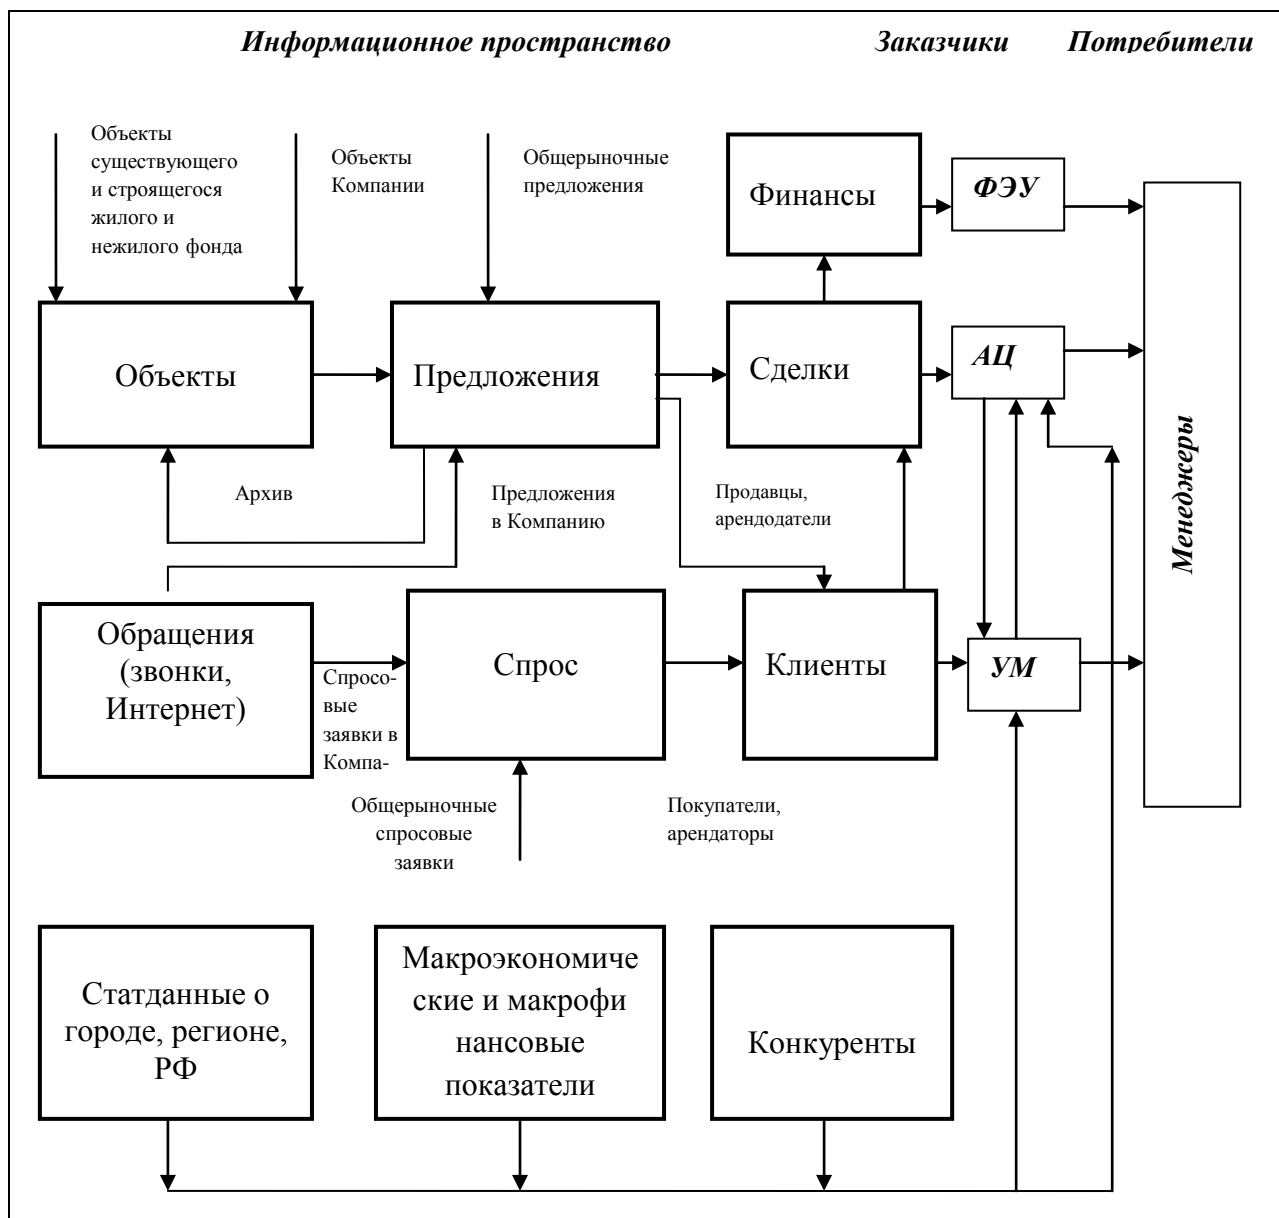 Информационное пространство
Заказчики
Потребители
Объекты
существующего
и строящегося
жилого и
нежилого фонда
Объекты
Компании
Общерыночные
предложения
Финансы
ФЭУ
Объекты
Предложения
Сделки
АЦ
Менеджеры
Архив
Предложения
в Компанию
Продавцы,
арендодатели
Обращения
(звонки,
Интернет)
Спросо-
вые
заявки в
Компа-
Спрос
Клиенты
УМ
Общерыночные
спросовые
заявки
Покупатели,
арендаторы
Статданные о
городе, регионе,
РФ
Макроэкономиче
ские и макрофи
нансовые
показатели
Конкуренты